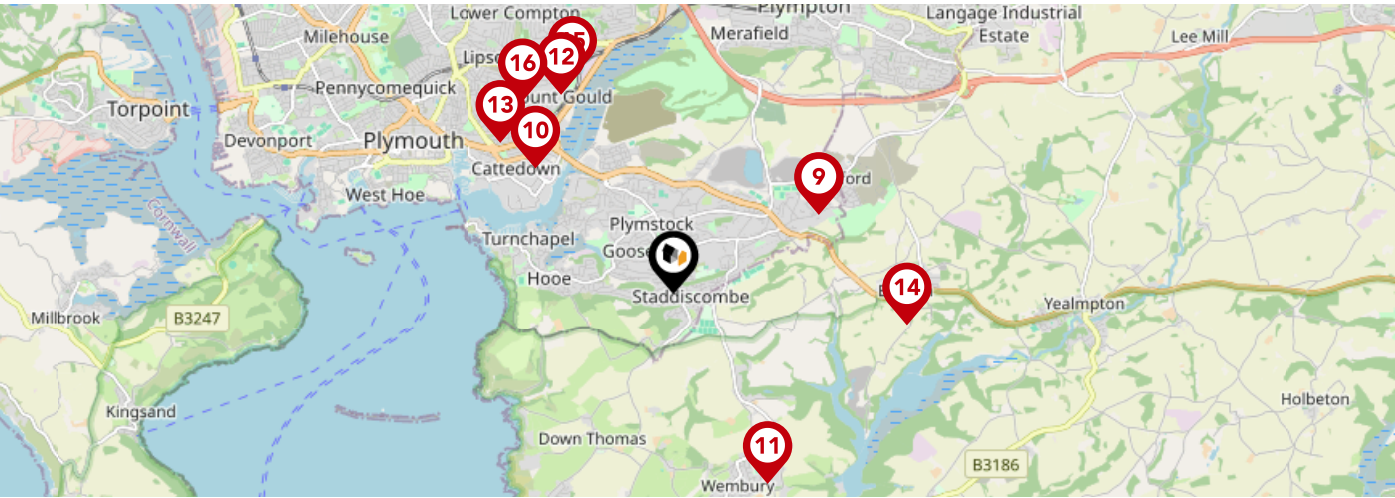 Lower Compton
Plympton
Langage Industrial
Estate
Milehouse
Merafield
Lee Mill
15
16
12
Pennycomequick
13
Torpoint
10
Devonport
Plymouth
Cattedown
9
West Hoe
Cornwall
Plymstock
Turnchapel
Hooe
Staddiscombe
14
Yealmpton
Millbrook
B3247
Kingsand
Holbeton
Down Thomas
11
B3186
Wembury